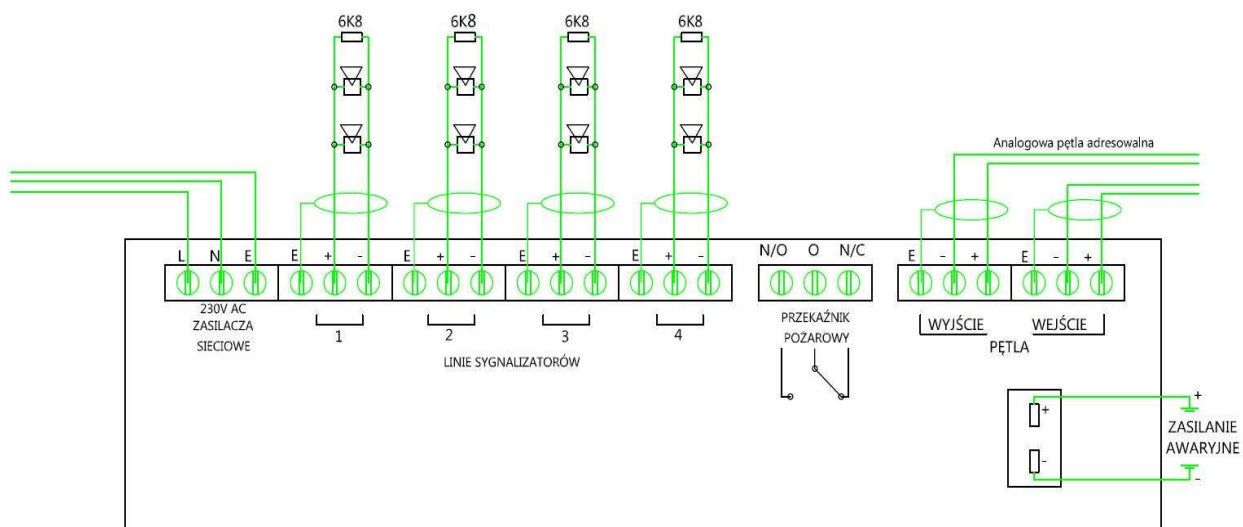 6K8 6K8 6K8 6K8
Analogowa pętla adresowalna
L N E E + - E + - E + - E + - N/O O N/C E - + E - +
230V AC
ZASILACZA
SIECIOWE
1 2 3 4
LINIE SYGNALIZATORÓW
PRZEKAŹNIK
POŻAROWY
WYJŚCIE WEJŚCIE
PĘTLA
+
-
+
ZASILANIE
AWARYJNE
-